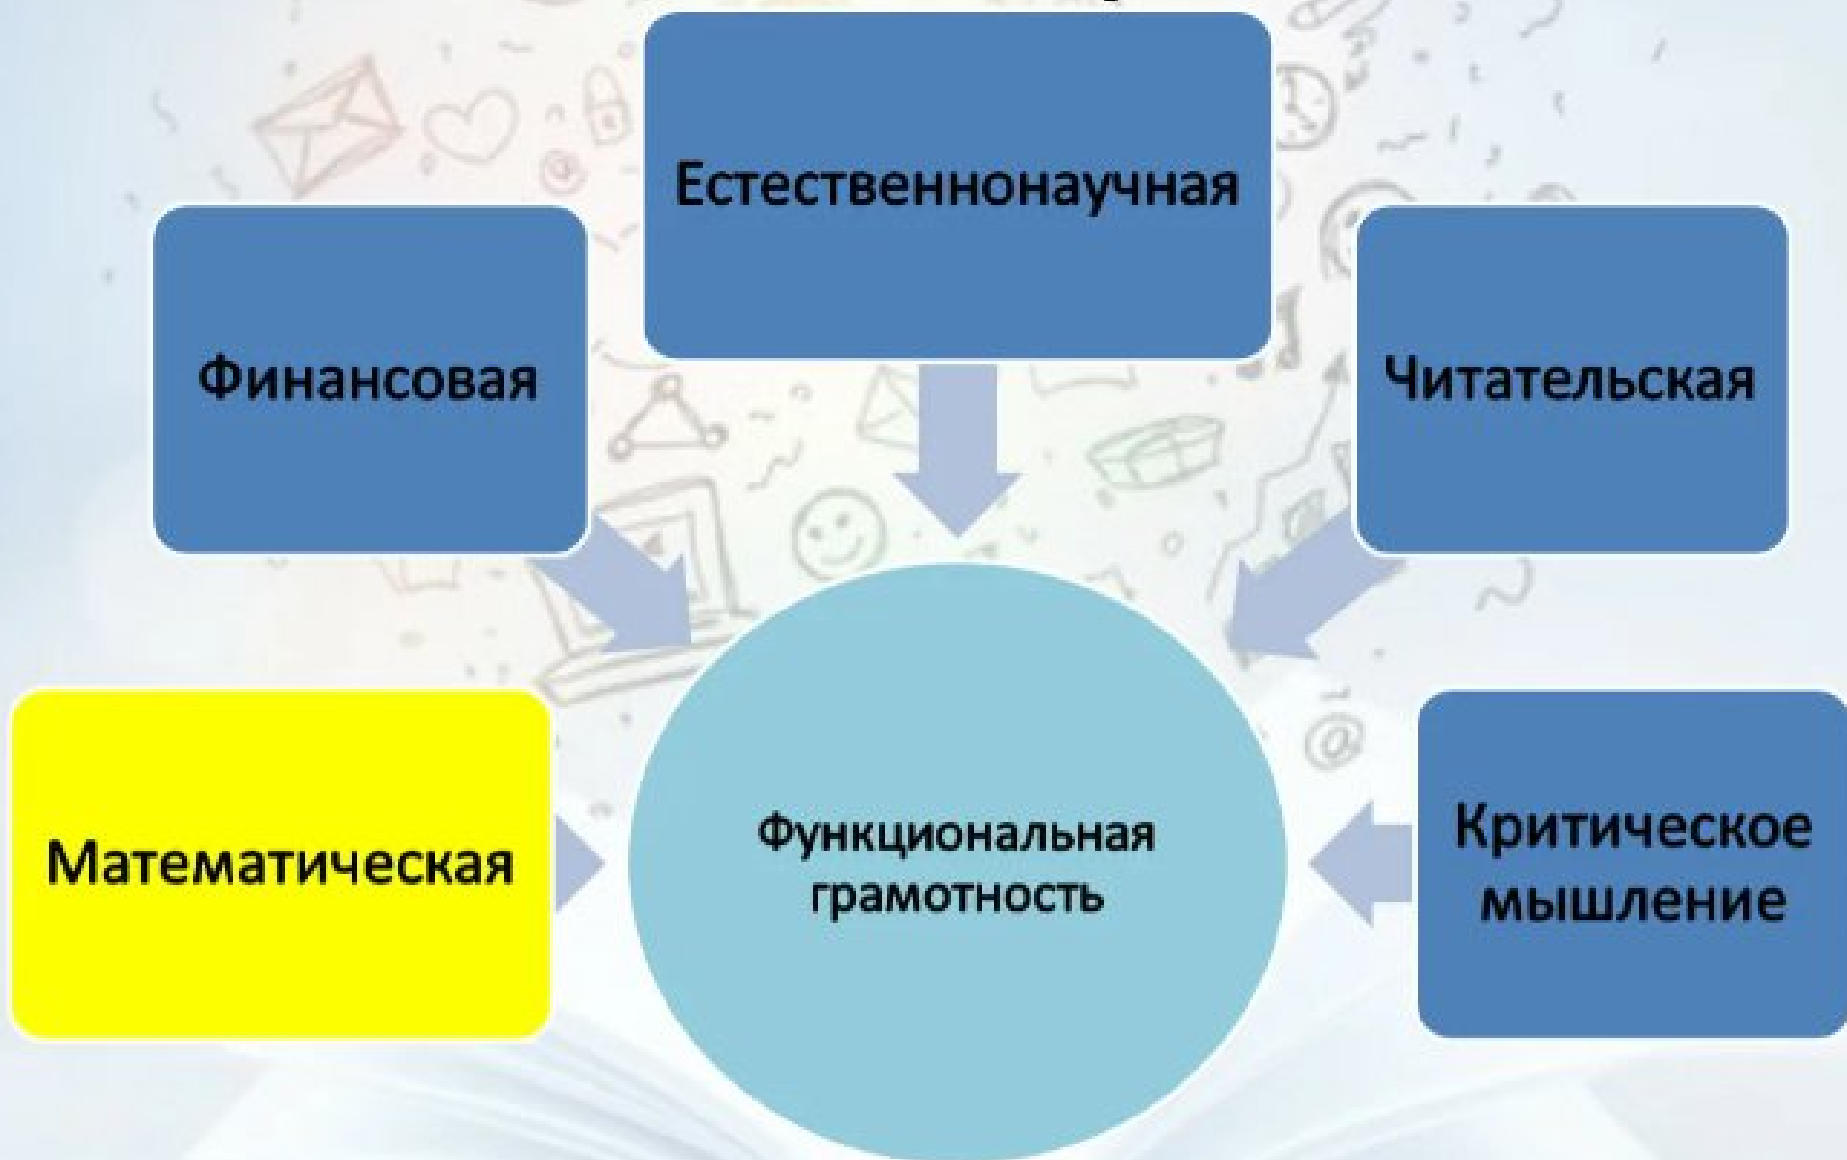 Естественнонаучная
Финансовая
Читательская
Математическая
Функциональная
грамотность
Критическое
мышление